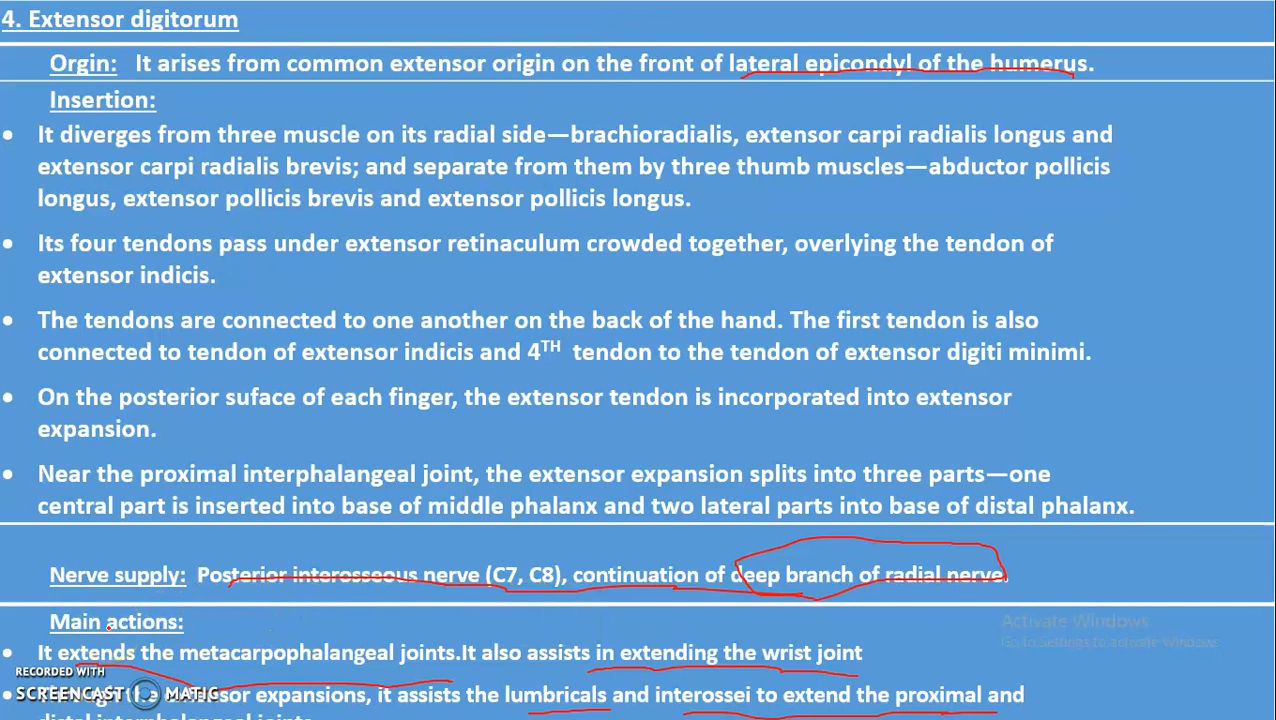 4. Extensor digitorum
Orgin: It arises from common extensor origin on the front of lateral epicondyl of the humerus.
Insertion:
• It diverges from three muscle on its radial side—brachioradialis, extensor carpi radialis longus and
extensor carpi radialis brevis; and separate from them by three thumb muscles—abductor pollicis
longus, extensor pollicis brevis and extensor pollicis longus.
• Its four tendons pass under extensor retinaculum crowded together, overlying the tendon of
extensor indicis.
• The tendons are connected to one another on the back of the hand. The first tendon is also
connected to tendon of extensor indicis and 4TH tendon to the tendon of extensor digiti minimi.
• On the posterior suface of each finger, the extensor tendon is incorporated into extensor
expansion.
• Near the proximal interphalangeal joint, the extensor expansion splits into three parts—one
central part is inserted into base of middle phalanx and two lateral parts into base of distal phalanx.
Nerve supply: Posterior interosseous nerve (C7, C8), continuation of deep branch of radial nerve.
Main actions:
Activate Windows
Go to Settings to activate Windows.
• It extends the metacarpophalangeal joints.It also assists in extending the wrist joint
RECORDED WITH
SCREENCAST MATIC
• expansions, it assists the lumbricals and interossei to extend the proximal and
distal interphalangeal joints